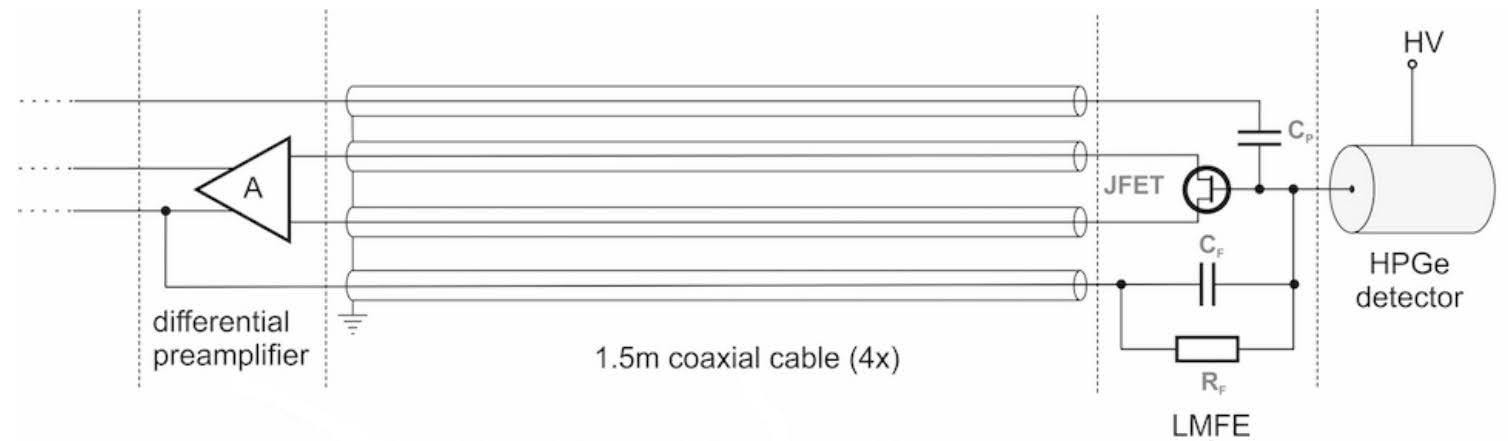 HV
C_P
A
JFET
C_F
HPGe
detector
differential
preamplifier
1.5m coaxial cable (4x)
R_F
LMFE